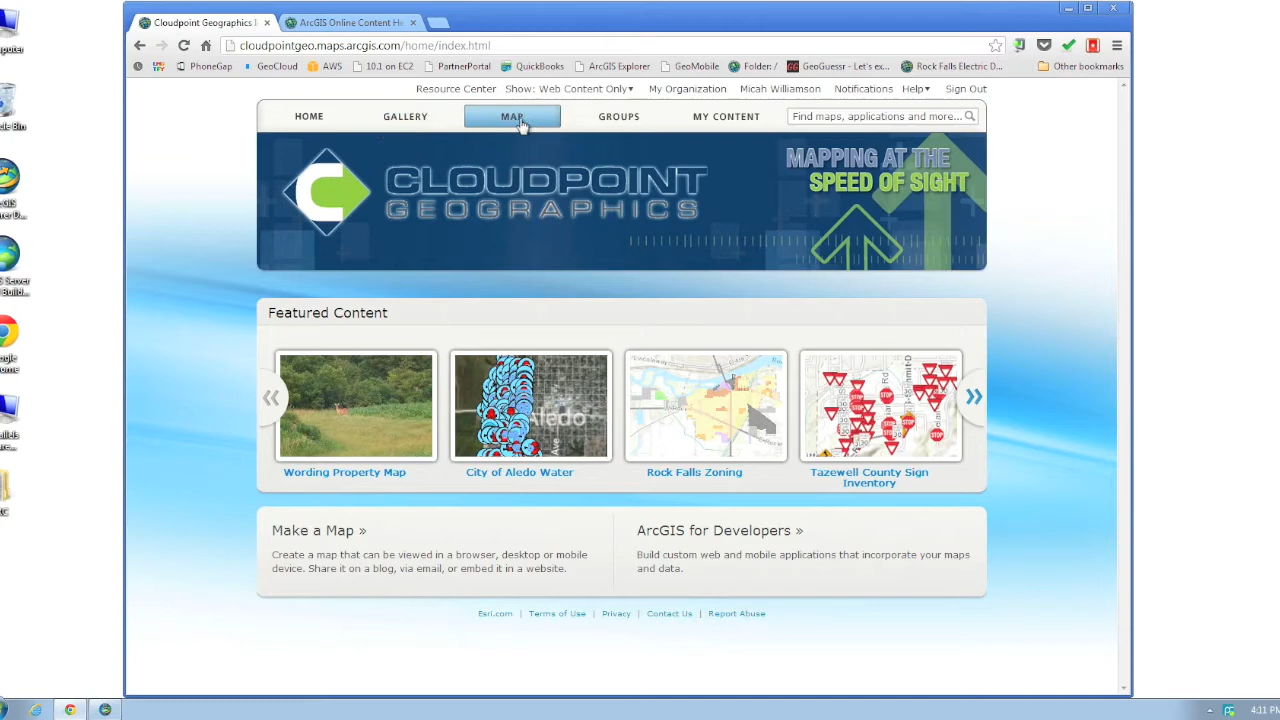 Cloudpoint Geographics
ArcGIS Online Content Hi
cloudpointgeo.maps.arcgis.com/home/index.html
PhoneGap GeoCloud AWS 10.1 on EC2 PartnerPortal QuickBooks ArcGIS Explorer GeoMobile Folder: / GeoGuessr - Let's ex... Rock Falls Electric D... Other bookmarks
Resource Center Show: Web Content Only My Organization Micah Williamson Notifications Help Sign Out
HOME GALLERY MAP GROUPS MY CONTENT Find maps, applications and more...
CLOUDPOINT
GEOGRAPHICS
MAPPING AT THE
SPEED OF SIGHT
Featured Content
Aledo
STOP
STOP
STOP
STOP
Wording Property Map
City of Aledo Water
Rock Falls Zoning
Tazewell County Sign
Inventory
Make a Map »
Create a map that can be viewed in a browser, desktop or mobile
device. Share it on a blog, via email, or embed it in a website.
ArcGIS for Developers »
Build custom web and mobile applications that incorporate your maps
and data.
Esri.com | Terms of Use | Privacy | Contact Us | Report Abuse
4:11 PM